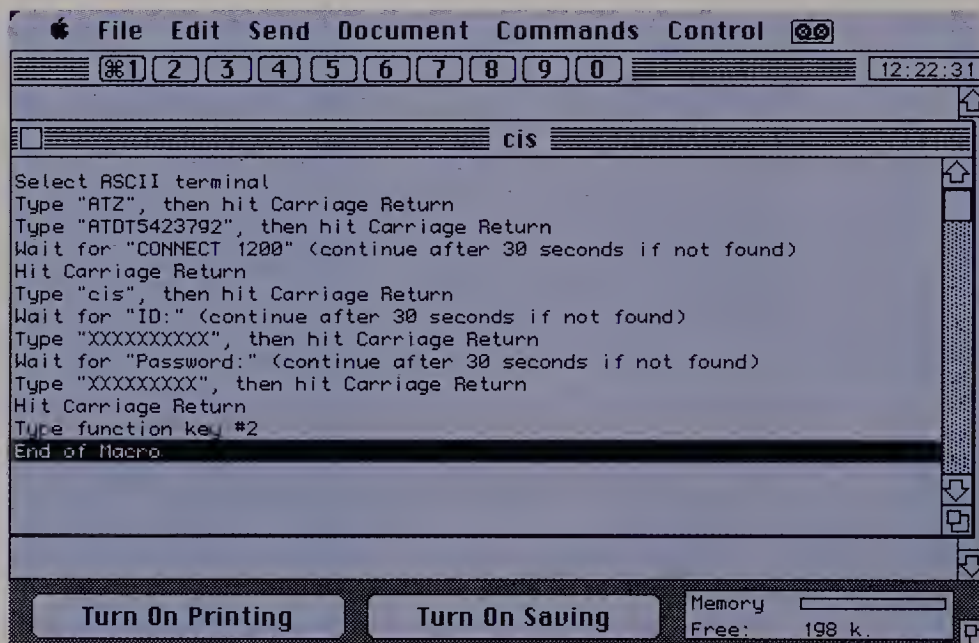 File Edit Send Document Commands Control
⌘1 2 3 4 5 6 7 8 9 0 12:22:31
cis
Select ASCII terminal
Type "ATZ", then hit Carriage Return
Type "ATDT5423792", then hit Carriage Return
Wait for "CONNECT 1200" (continue after 30 seconds if not found)
Hit Carriage Return
Type "cis", then hit Carriage Return
Wait for "ID:" (continue after 30 seconds if not found)
Type "XXXXXXXXXX", then hit Carriage Return
Wait for "Password:" (continue after 30 seconds if not found)
Type "XXXXXXXXX", then hit Carriage Return
Hit Carriage Return
Type function key #2
End of Macro
Turn On Printing Turn On Saving Memory
Free: 198 k.